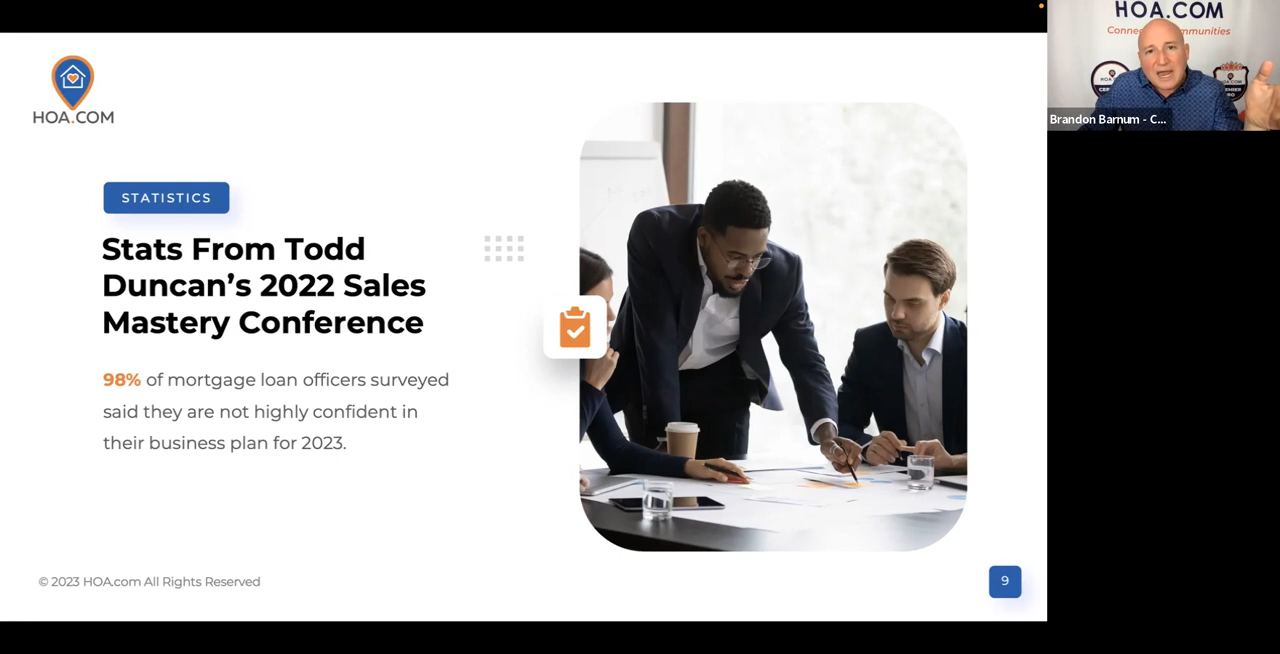 HOA.COM
STATISTICS
Stats From Todd
Duncan’s 2022 Sales
Mastery Conference
98% of mortgage loan officers surveyed
said they are not highly confident in
their business plan for 2023.
© 2023 HOA.com All Rights Reserved
9
HOA.COM
Brandon Barnum - C...